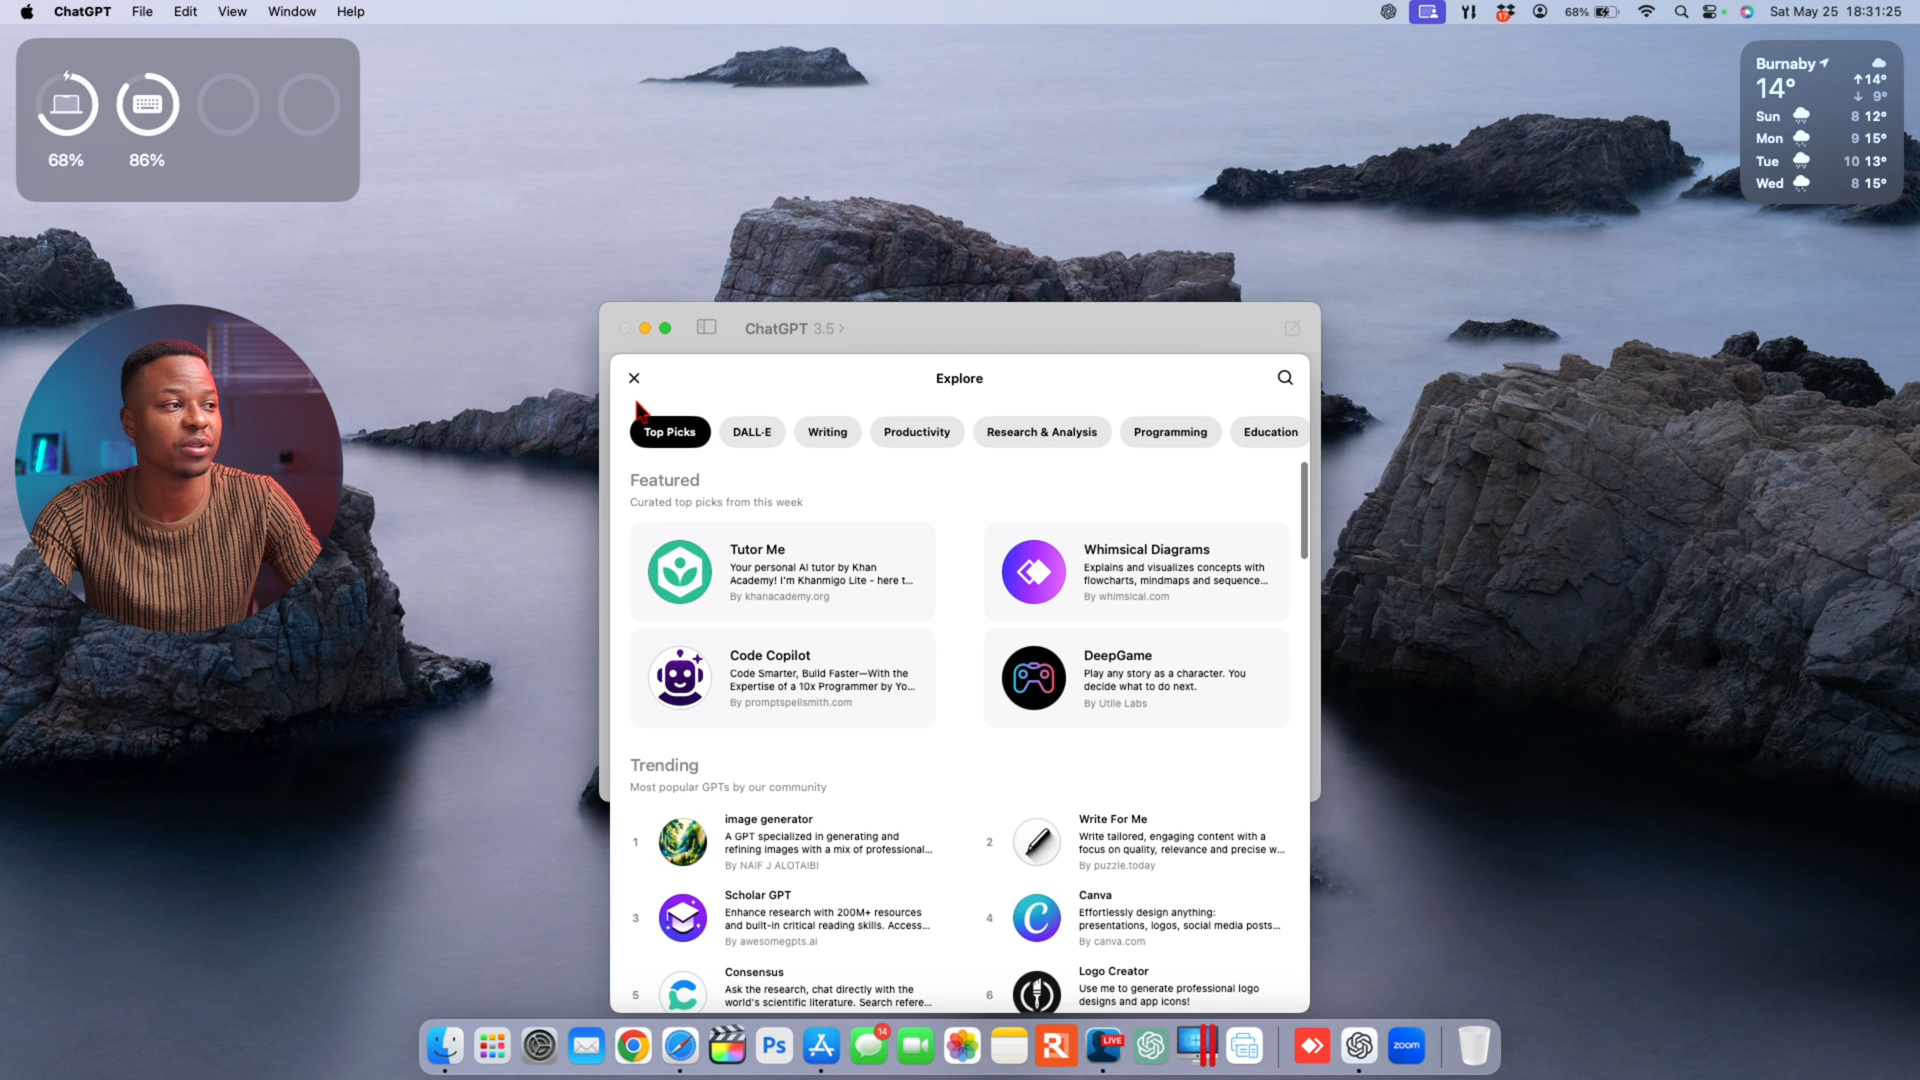 ChatGPT File Edit View Window Help
17 68% Sat May 25 18:31:25
68% 86%
Burnaby
14° 14°
9°
Sun 8 12°
Mon 9 15°
Tue 10 13°
Wed 8 15°
ChatGPT 3.5 >
Explore
Top Picks DALL·E Writing Productivity Research & Analysis Programming Education
Featured
Curated top picks from this week
Tutor Me
Your personal AI tutor by Khan
Academy! I'm Khanmigo Lite - here t...
By khanacademy.org
Whimsical Diagrams
Explains and visualizes concepts with
flowcharts, mindmaps and sequence...
By whimsical.com
Code Copilot
Code Smarter, Build Faster—With the
Expertise of a 10x Programmer by Yo...
By promptspellsmith.com
DeepGame
Play any story as a character. You
decide what to do next.
By Utile Labs
Trending
Most popular GPTs by our community
1
image generator
A GPT specialized in generating and
refining images with a mix of professional...
By NAIF J ALOTAIBI
2
Write For Me
Write tailored, engaging content with a
focus on quality, relevance and precise w...
By puzzle.today
3
Scholar GPT
Enhance research with 200M+ resources
and built-in critical reading skills. Access...
By awesomegpts.ai
4
Canva
Effortlessly design anything:
presentations, logos, social media posts...
By canva.com
5
Consensus
Ask the research, chat directly with the
world's scientific literature. Search refere...
6
Logo Creator
Use me to generate professional logo
designs and app icons!
Ps 14 LIVE zoom